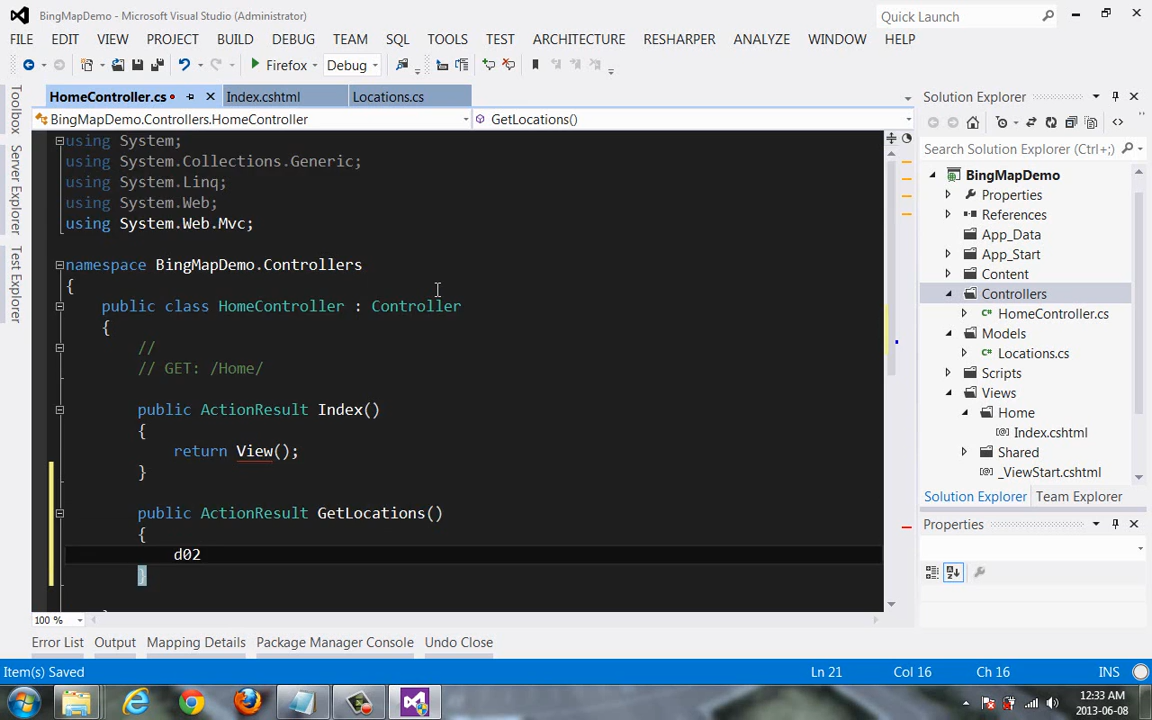 BingMapDemo - Microsoft Visual Studio (Administrator)
Quick Launch
FILE EDIT VIEW PROJECT BUILD DEBUG TEAM SQL TOOLS TEST ARCHITECTURE RESHARPER ANALYZE WINDOW HELP
Firefox Debug
HomeController.cs Index.cshtml Locations.cs
BingMapDemo.Controllers.HomeController GetLocations()
Toolbox
Server Explorer
Test Explorer
using System;
using System.Collections.Generic;
using System.Linq;
using System.Web;
using System.Web.Mvc;
namespace BingMapDemo.Controllers
{
public class HomeController : Controller
{
//
// GET: /Home/
public ActionResult Index()
{
return View();
}
public ActionResult GetLocations()
{
d02
}
100 %
Solution Explorer
Search Solution Explorer (Ctrl+;)
BingMapDemo
Properties
References
App_Data
App_Start
Content
Controllers
HomeController.cs
Models
Locations.cs
Scripts
Views
Home
Index.cshtml
Shared
_ViewStart.cshtml
Solution Explorer Team Explorer
Properties
Error List Output Mapping Details Package Manager Console Undo Close
Item(s) Saved Ln 21 Col 16 Ch 16 INS
12:33 AM
2013-06-08